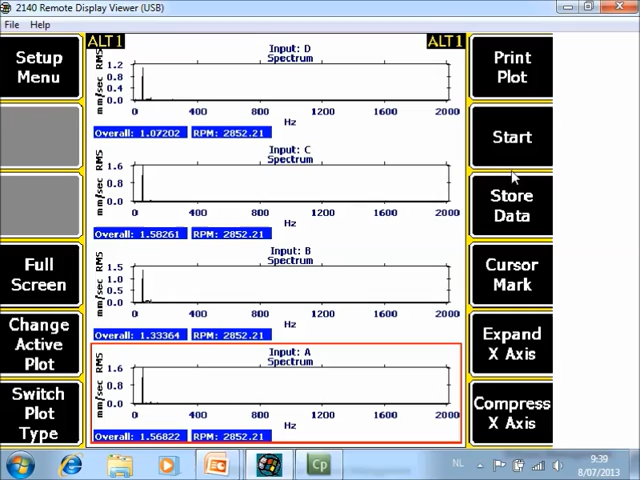 2140 Remote Display Viewer (USB)
File Help
Setup
Menu
Full
Screen
Change
Active
Plot
Switch
Plot
Type
ALT1
ALT1
Input: D
Spectrum
mm/sec RMS
1.2
0.8
0.4
0.0
0 400 800 1200 1600 2000
Hz
Overall: 1.07202 RPM: 2852.21
Input: C
Spectrum
mm/sec RMS
1.6
0.8
0.0
0 400 800 1200 1600 2000
Hz
Overall: 1.58261 RPM: 2852.21
Input: B
Spectrum
mm/sec RMS
1.5
1.0
0.5
0.0
0 400 800 1200 1600 2000
Hz
Overall: 1.33364 RPM: 2852.21
Input: A
Spectrum
mm/sec RMS
1.6
0.8
0.0
0 400 800 1200 1600 2000
Hz
Overall: 1.56822 RPM: 2852.21
Print
Plot
Start
Store
Data
Cursor
Mark
Expand
X Axis
Compress
X Axis
Cp
NL
9:39
8/07/2013